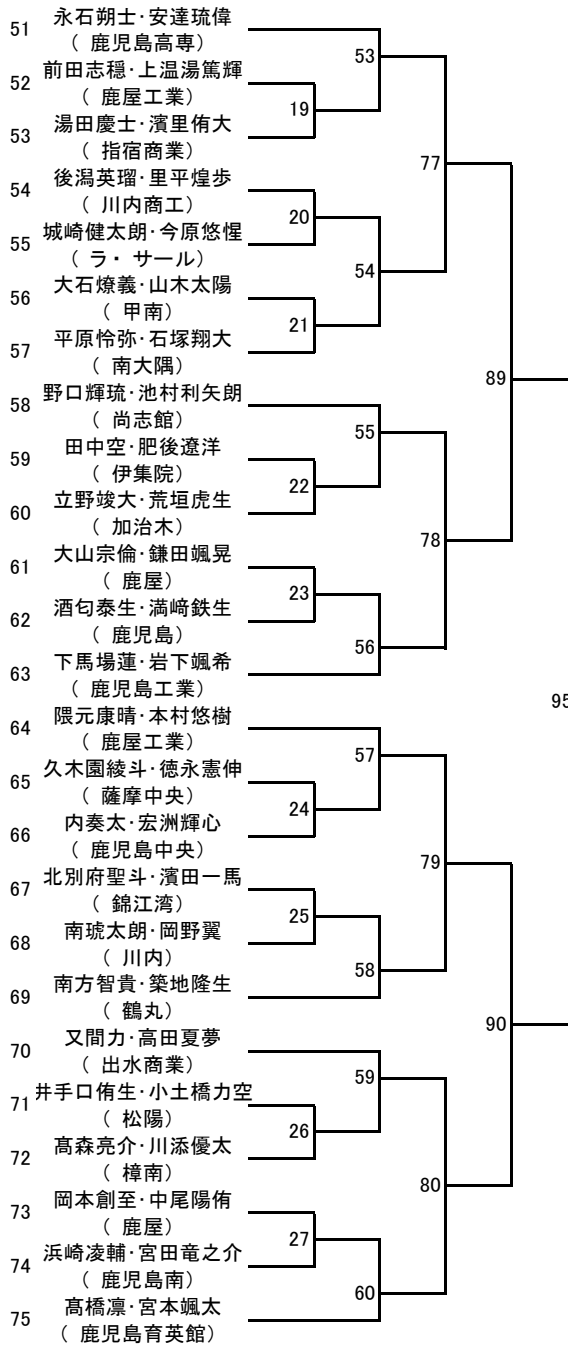 51 永石朔士・安達琉偉
（ 鹿児島高専）
53
52 前田志穏・上温湯篤輝
（ 鹿屋工業）
19
53 湯田慶士・濱里侑大
（ 指宿商業）
77
54 後潟英瑠・里平煌歩
（ 川内商工）
20
55 城崎健太朗・今原悠惺
（ ラ・ サール）
54
56 大石燎義・山木太陽
（ 甲南）
21
57 平原怜弥・石塚翔大
（ 南大隅）
89
58 野口輝琉・池村利矢朗
（ 尚志館）
55
59 田中空・肥後遼洋
（ 伊集院）
22
60 立野竣大・荒垣虎生
（ 加治木）
78
61 大山宗倫・鎌田颯晃
（ 鹿屋）
23
62 酒匂泰生・満﨑鉄生
（ 鹿児島）
56
63 下馬場蓮・岩下颯希
（ 鹿児島工業）
95
64 隈元康晴・本村悠樹
（ 鹿屋工業）
57
65 久木園綾斗・徳永憲伸
（ 薩摩中央）
24
66 内奏太・宏洲輝心
（ 鹿児島中央）
79
67 北別府聖斗・濱田一馬
（ 錦江湾）
25
68 南琥太朗・岡野翼
（ 川内）
58
69 南方智貴・築地隆生
（ 鶴丸）
90
70 又間力・高田夏夢
（ 出水商業）
59
71 井手口侑生・小土橋力空
（ 松陽）
26
72 髙森亮介・川添優太
（ 樟南）
80
73 岡本創至・中尾陽侑
（ 鹿屋）
27
74 浜崎凌輔・宮田竜之介
（ 鹿児島南）
60
75 髙橋凛・宮本颯太
（ 鹿児島育英館）